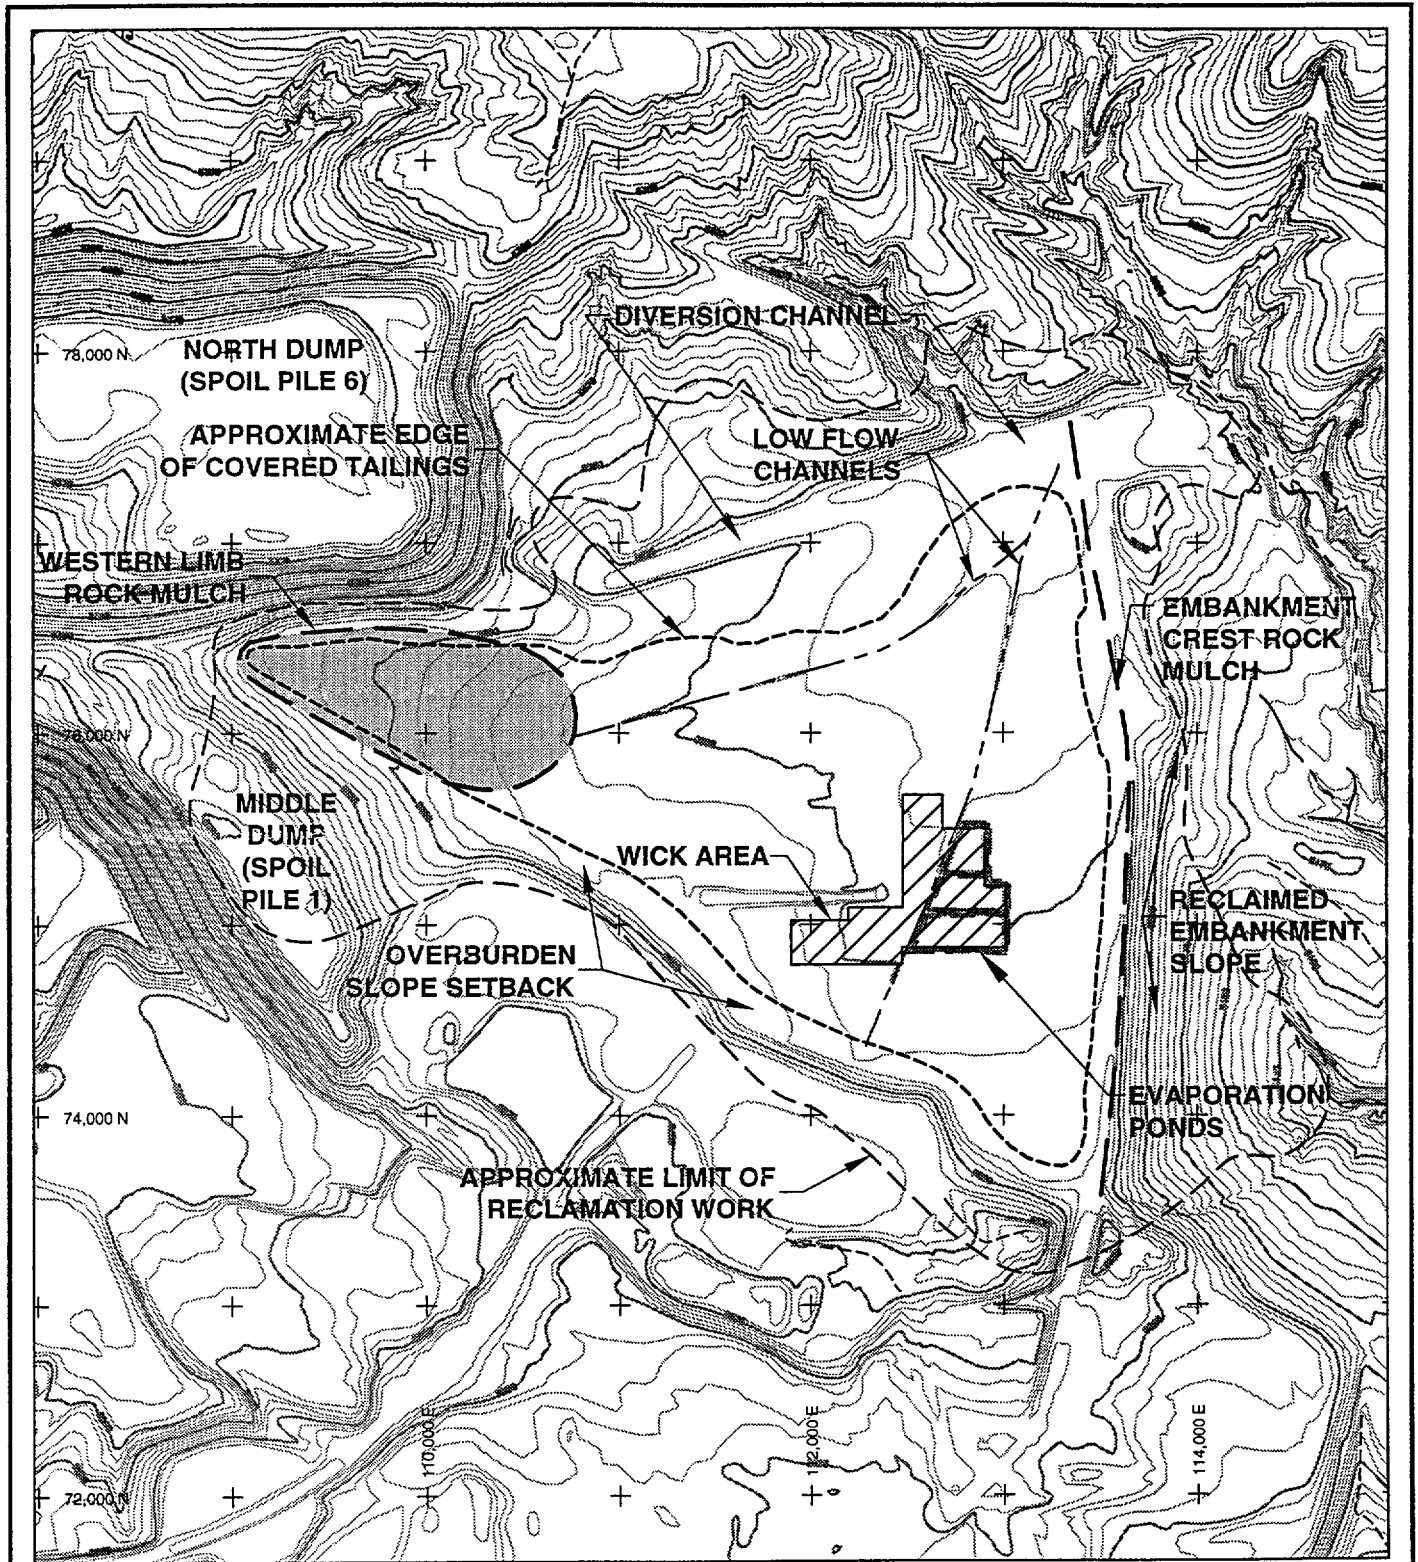 DIVERSION CHANNEL
78,000 N
NORTH DUMP
(SPOIL PILE 6)
APPROXIMATE EDGE
OF COVERED TAILINGS
LOW FLOW
CHANNELS
WESTERN LIMB
ROCK MULCH
EMBANKMENT
CREST ROCK
MULCH
76,000 N
MIDDLE
DUMP
(SPOIL
PILE 1)
WICK AREA
RECLAIMED
EMBANKMENT
SLOPE
OVERBURDEN
SLOPE SETBACK
74,000 N
EVAPORATION
PONDS
APPROXIMATE LIMIT OF
RECLAMATION WORK
110,000 E
112,000 E
114,000 E
72,000 N